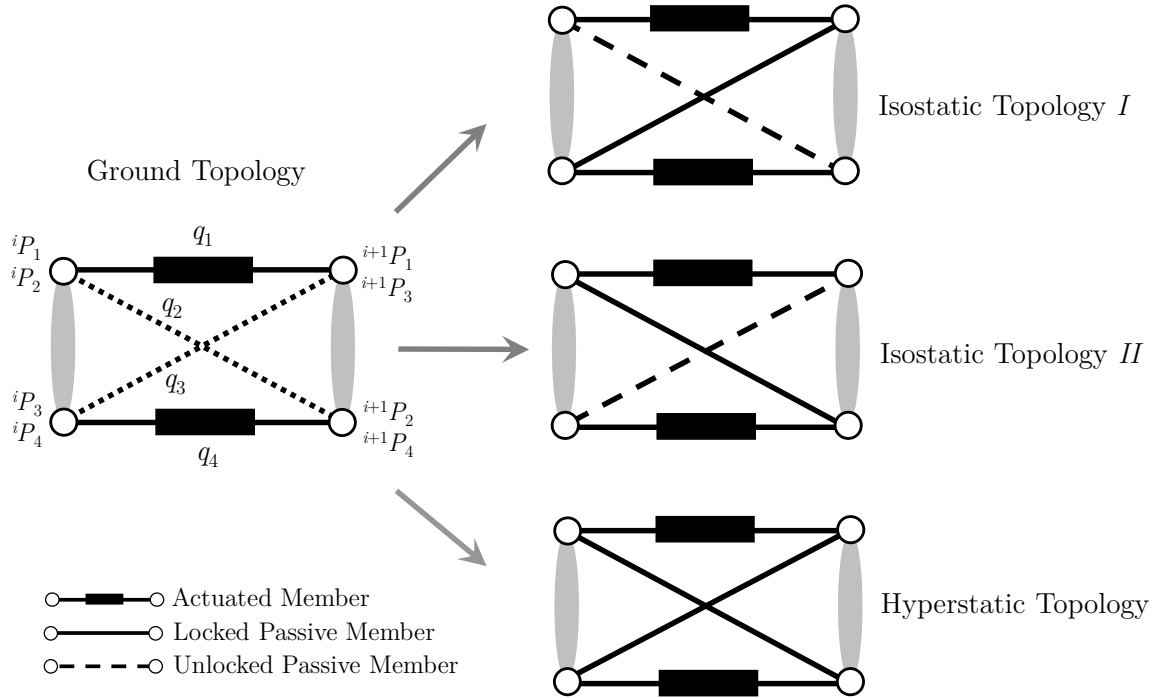 Isostatic Topology I
Ground Topology
iP1
iP2
q1
i+1P1
i+1P3
q2
q3
iP3
iP4
q4
i+1P2
i+1P4
Isostatic Topology II
Hyperstatic Topology
Actuated Member
Locked Passive Member
Unlocked Passive Member